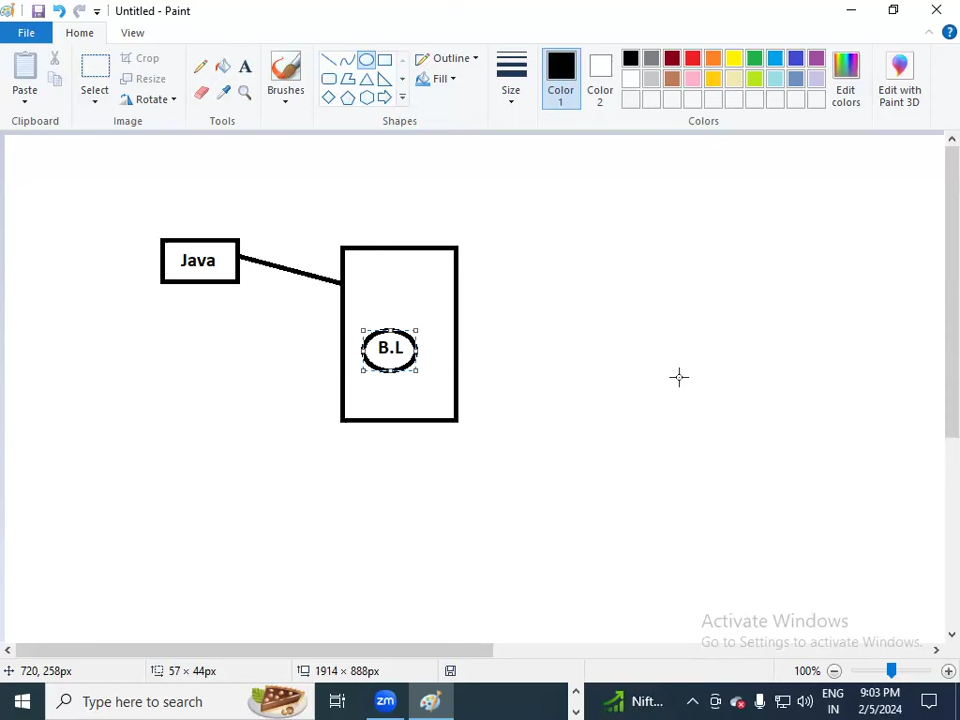 Untitled - Paint
File Home View
Paste
Clipboard
Select
Crop
Resize
Rotate
Image
Tools
Brushes
Outline
Fill
Shapes
Size
Color 1
Color 2
Edit colors
Colors
Edit with Paint 3D
Java
B.L
Activate Windows
Go to Settings to activate Windows.
720, 258px
57 × 44px
1914 × 888px
100%
Type here to search
zm
Nift...
ENG
IN
9:03 PM
2/5/2024